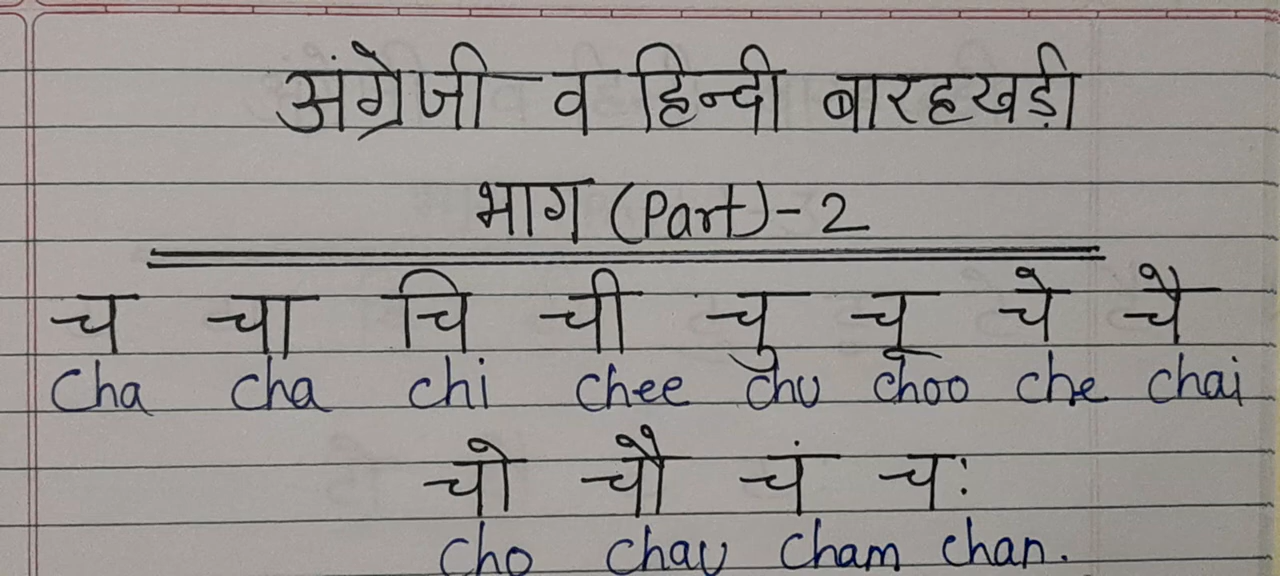 अंग्रेजी व हिन्दी बारहखड़ी
भाग (Part)-2
च चा चि ची चु चू चे चै
Cha cha chi chee chu choo che chai
चो चौ चं च:
Cho chau Cham chan.